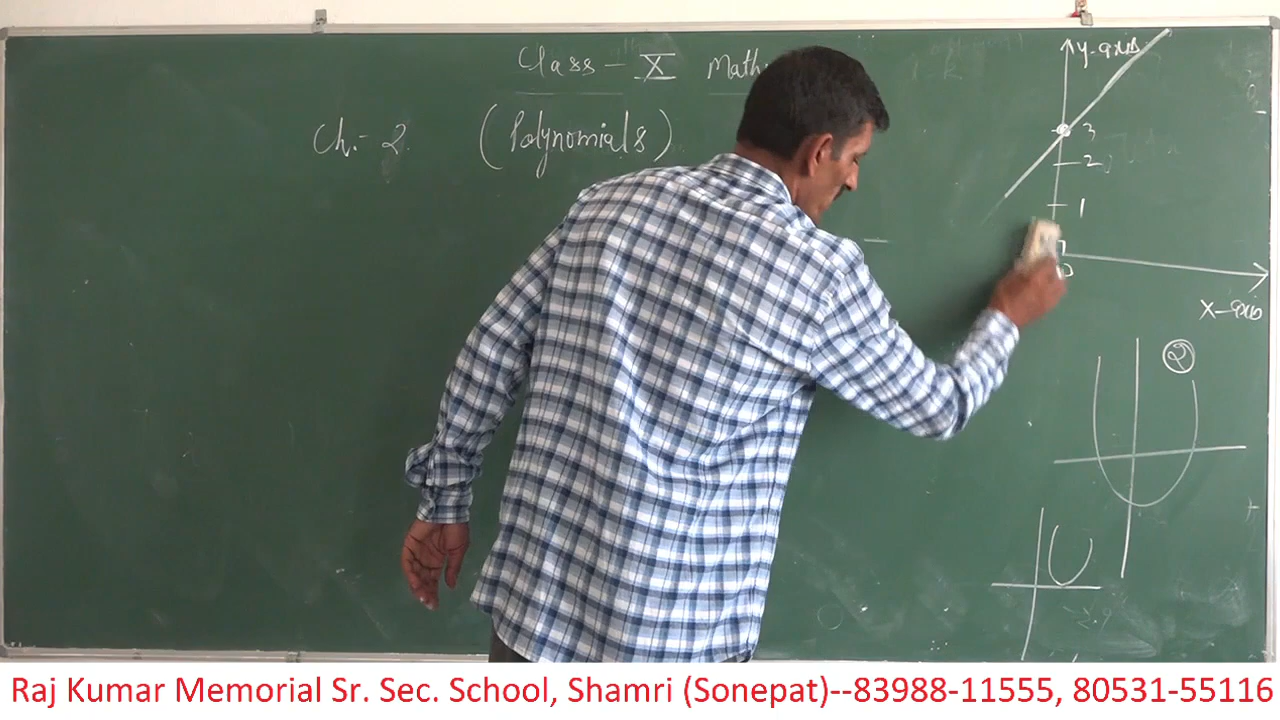 Class - X Math
Ch:- 2. (Polynomials)
y-axis
3
2
1
0
X-axis
2
Raj Kumar Memorial Sr. Sec. School, Shamri (Sonepat)--83988-11555, 80531-55116